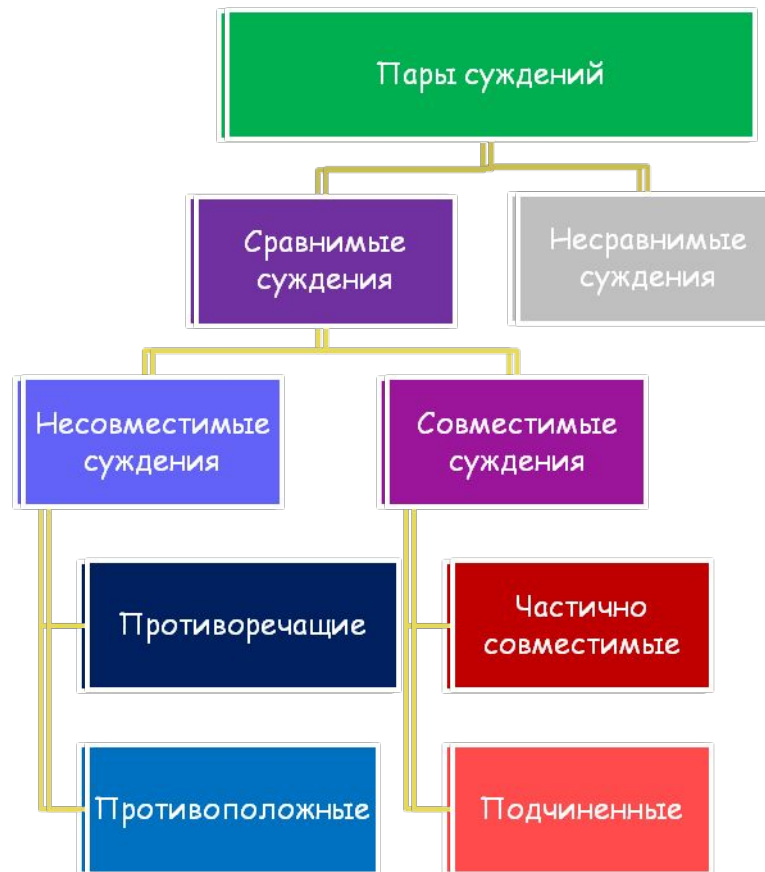 Пары суждений
Сравнимые
суждения
Несравнимые
суждения
Несовместимые
суждения
Совместимые
суждения
Противоречащие
Частично
совместимые
Противоположные
Подчиненные